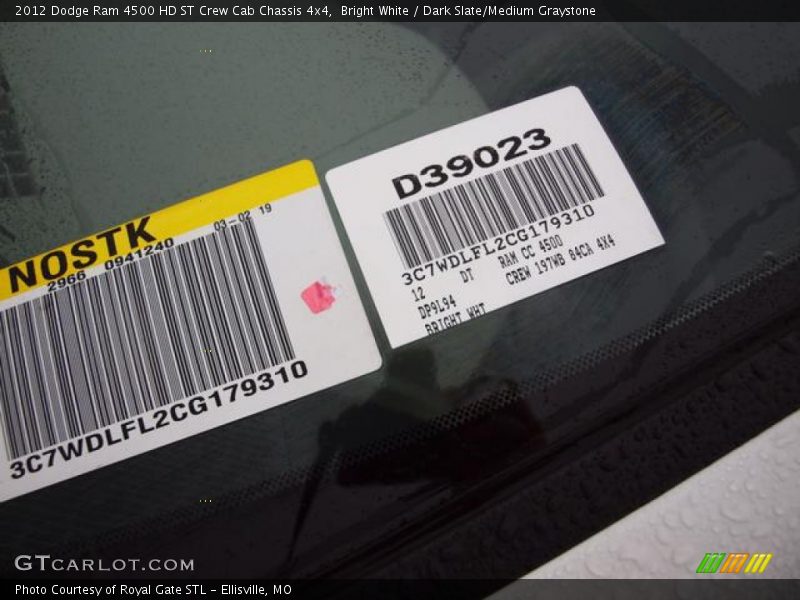 2012 Dodge Ram 4500 HD ST Crew Cab Chassis 4x4, Bright White / Dark Slate/Medium Graystone
NOSTK
03-02 19
2966 0941240
3C7WDLFL2CG179310
D39023
3C7WDLFL2CG179310
12 DT RAM CC 4500
DP9L94 CREW 197WB 84CA 4X4
BRIGHT WHT
GTCARLOT.COM
Photo Courtesy of Royal Gate STL - Ellisville, MO